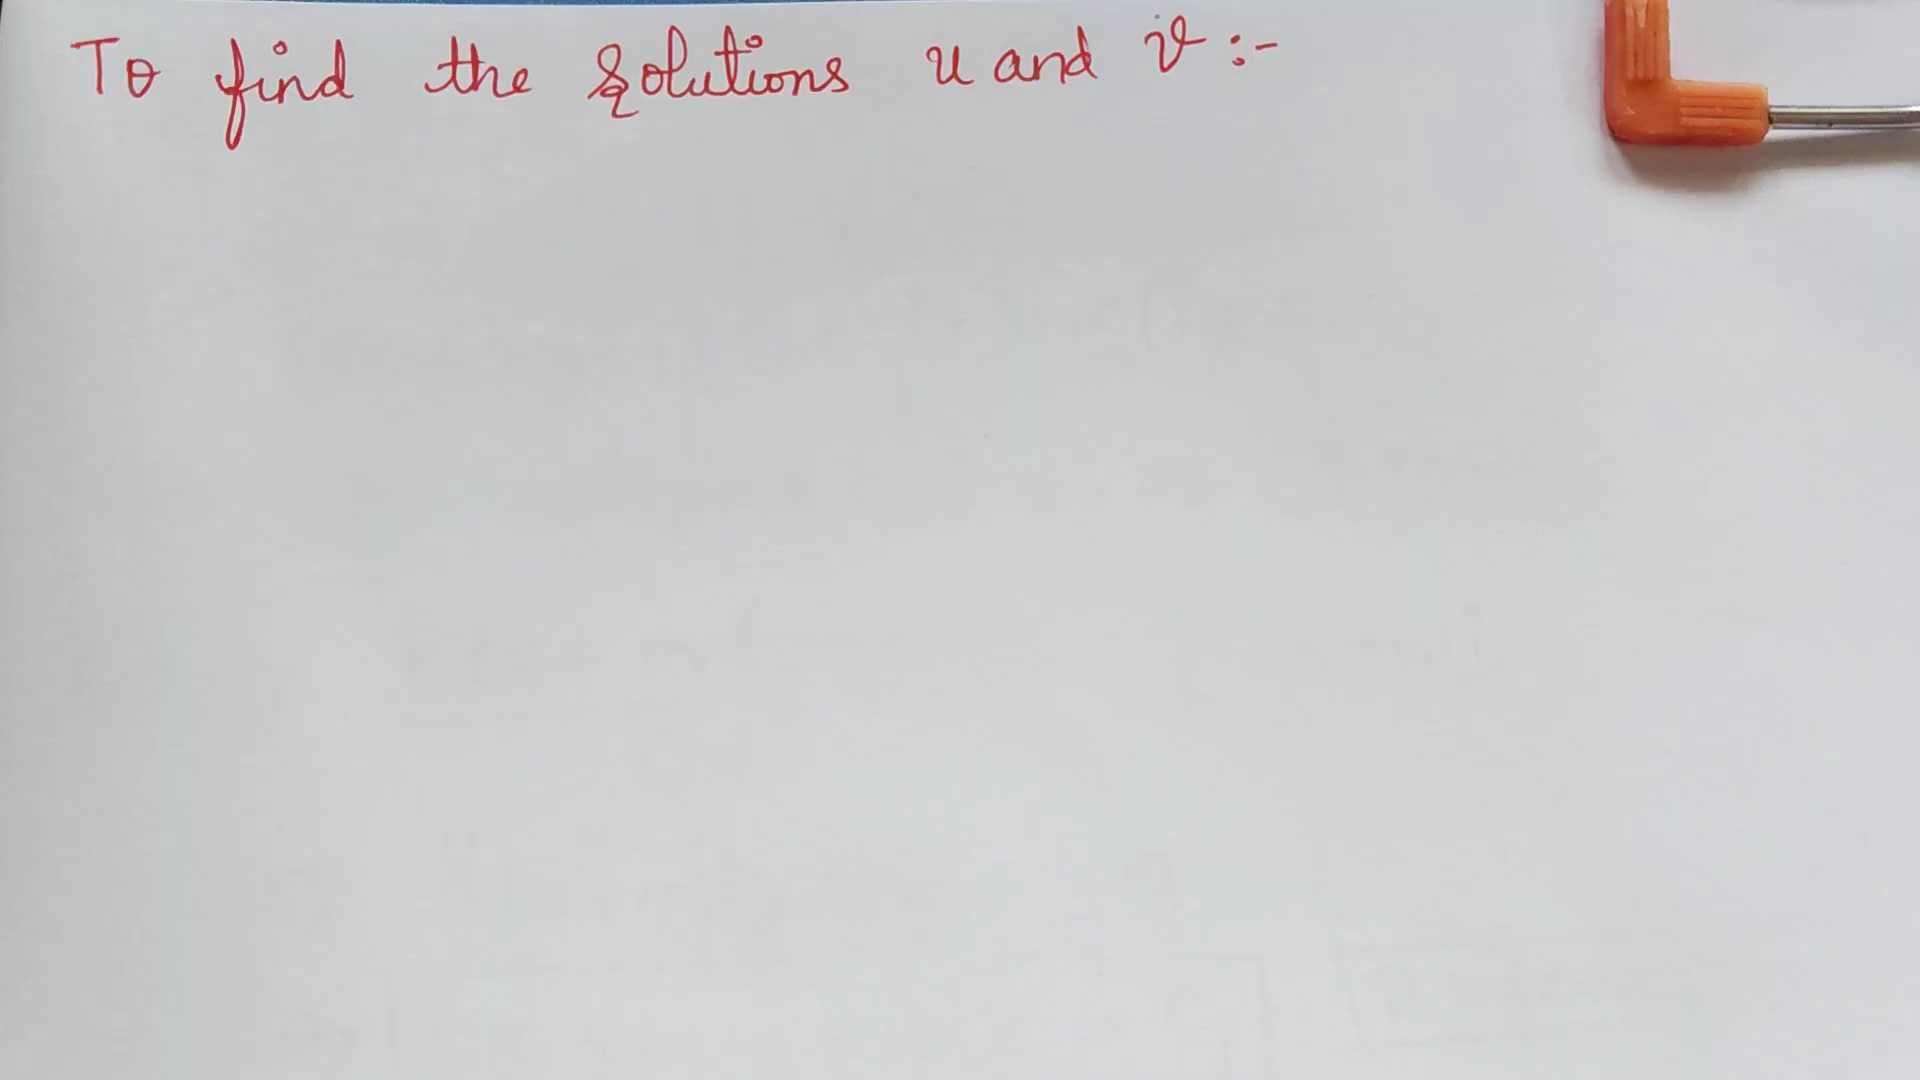 To find the solutions u and v :-